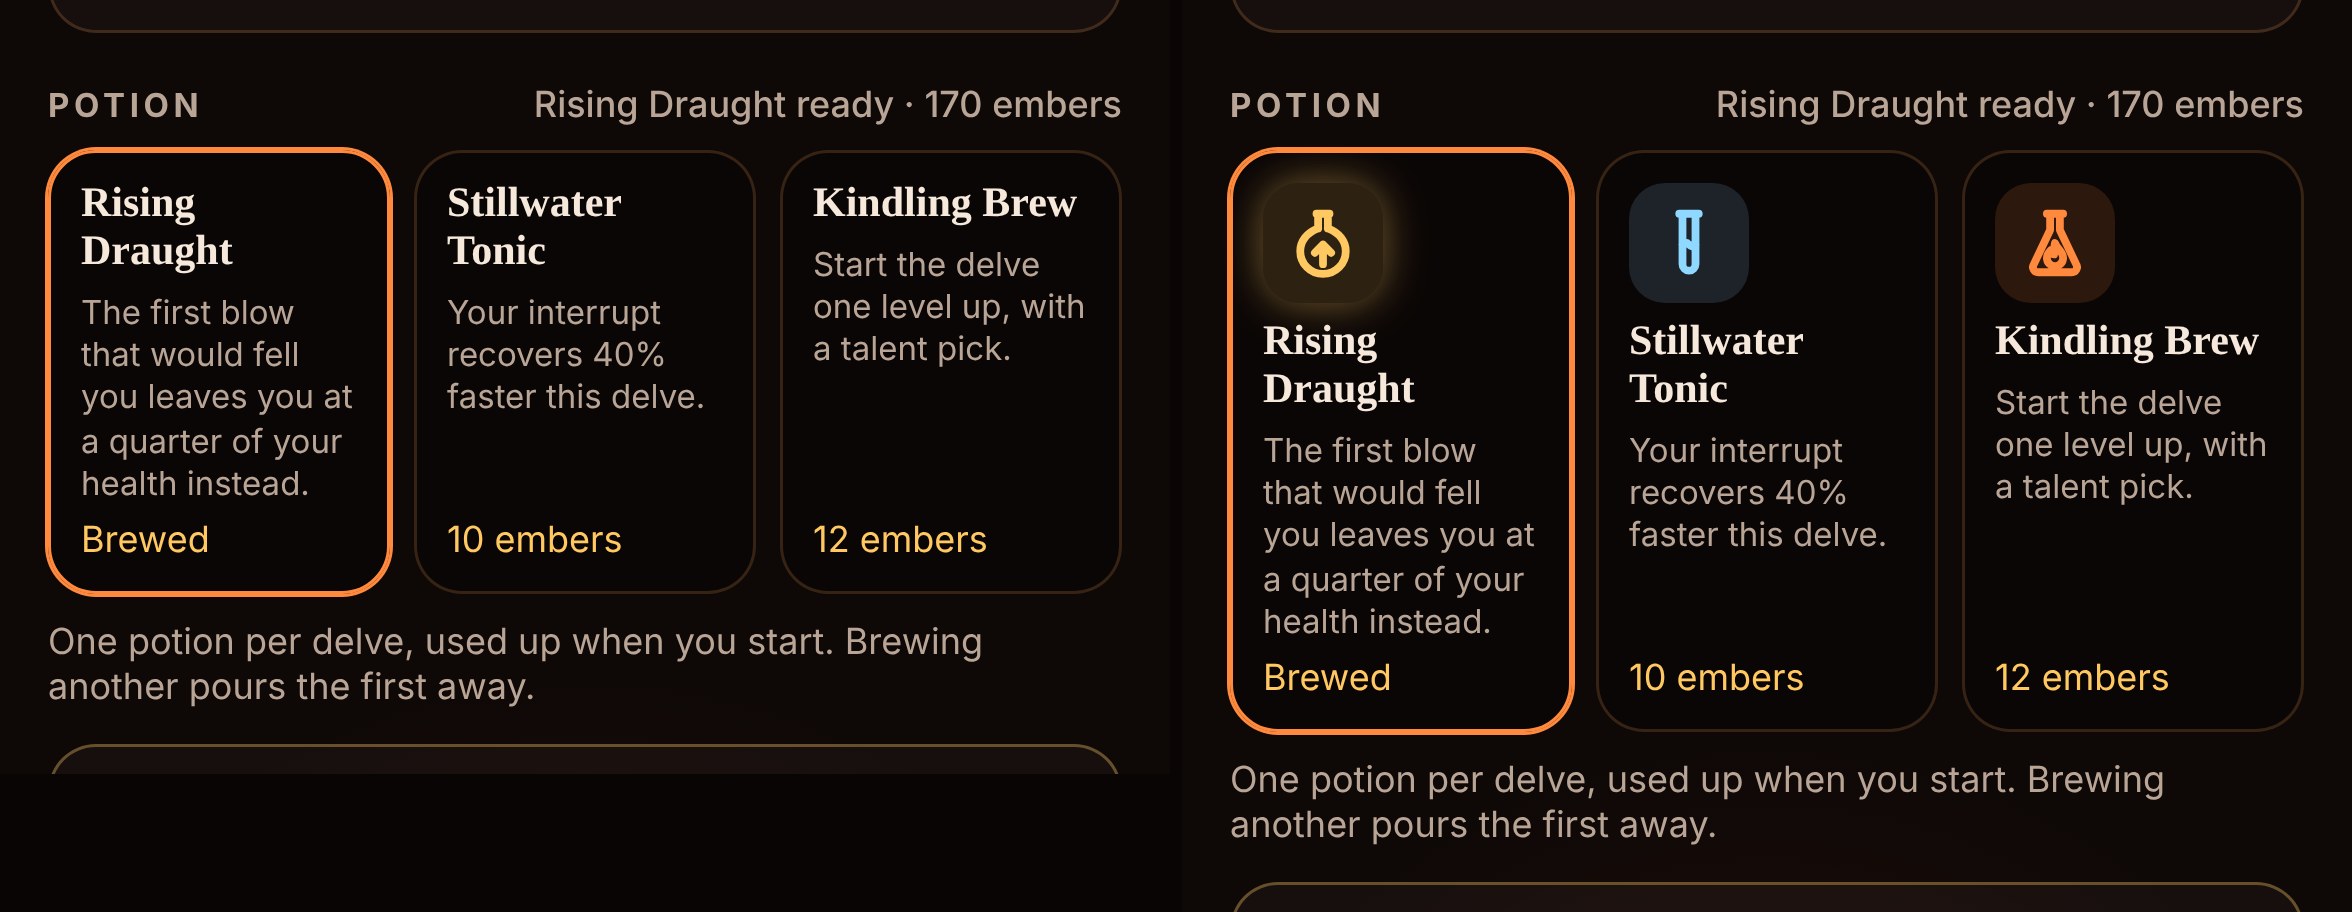 POTION
Rising Draught ready · 170 embers
Rising
Draught
The first blow
that would fell
you leaves you at
a quarter of your
health instead.
Brewed
Stillwater
Tonic
Your interrupt
recovers 40%
faster this delve.
10 embers
Kindling Brew
Start the delve
one level up, with
a talent pick.
12 embers
One potion per delve, used up when you start. Brewing
another pours the first away.
POTION
Rising Draught ready · 170 embers
Rising
Draught
The first blow
that would fell
you leaves you at
a quarter of your
health instead.
Brewed
Stillwater
Tonic
Your interrupt
recovers 40%
faster this delve.
10 embers
Kindling Brew
Start the delve
one level up, with
a talent pick.
12 embers
One potion per delve, used up when you start. Brewing
another pours the first away.